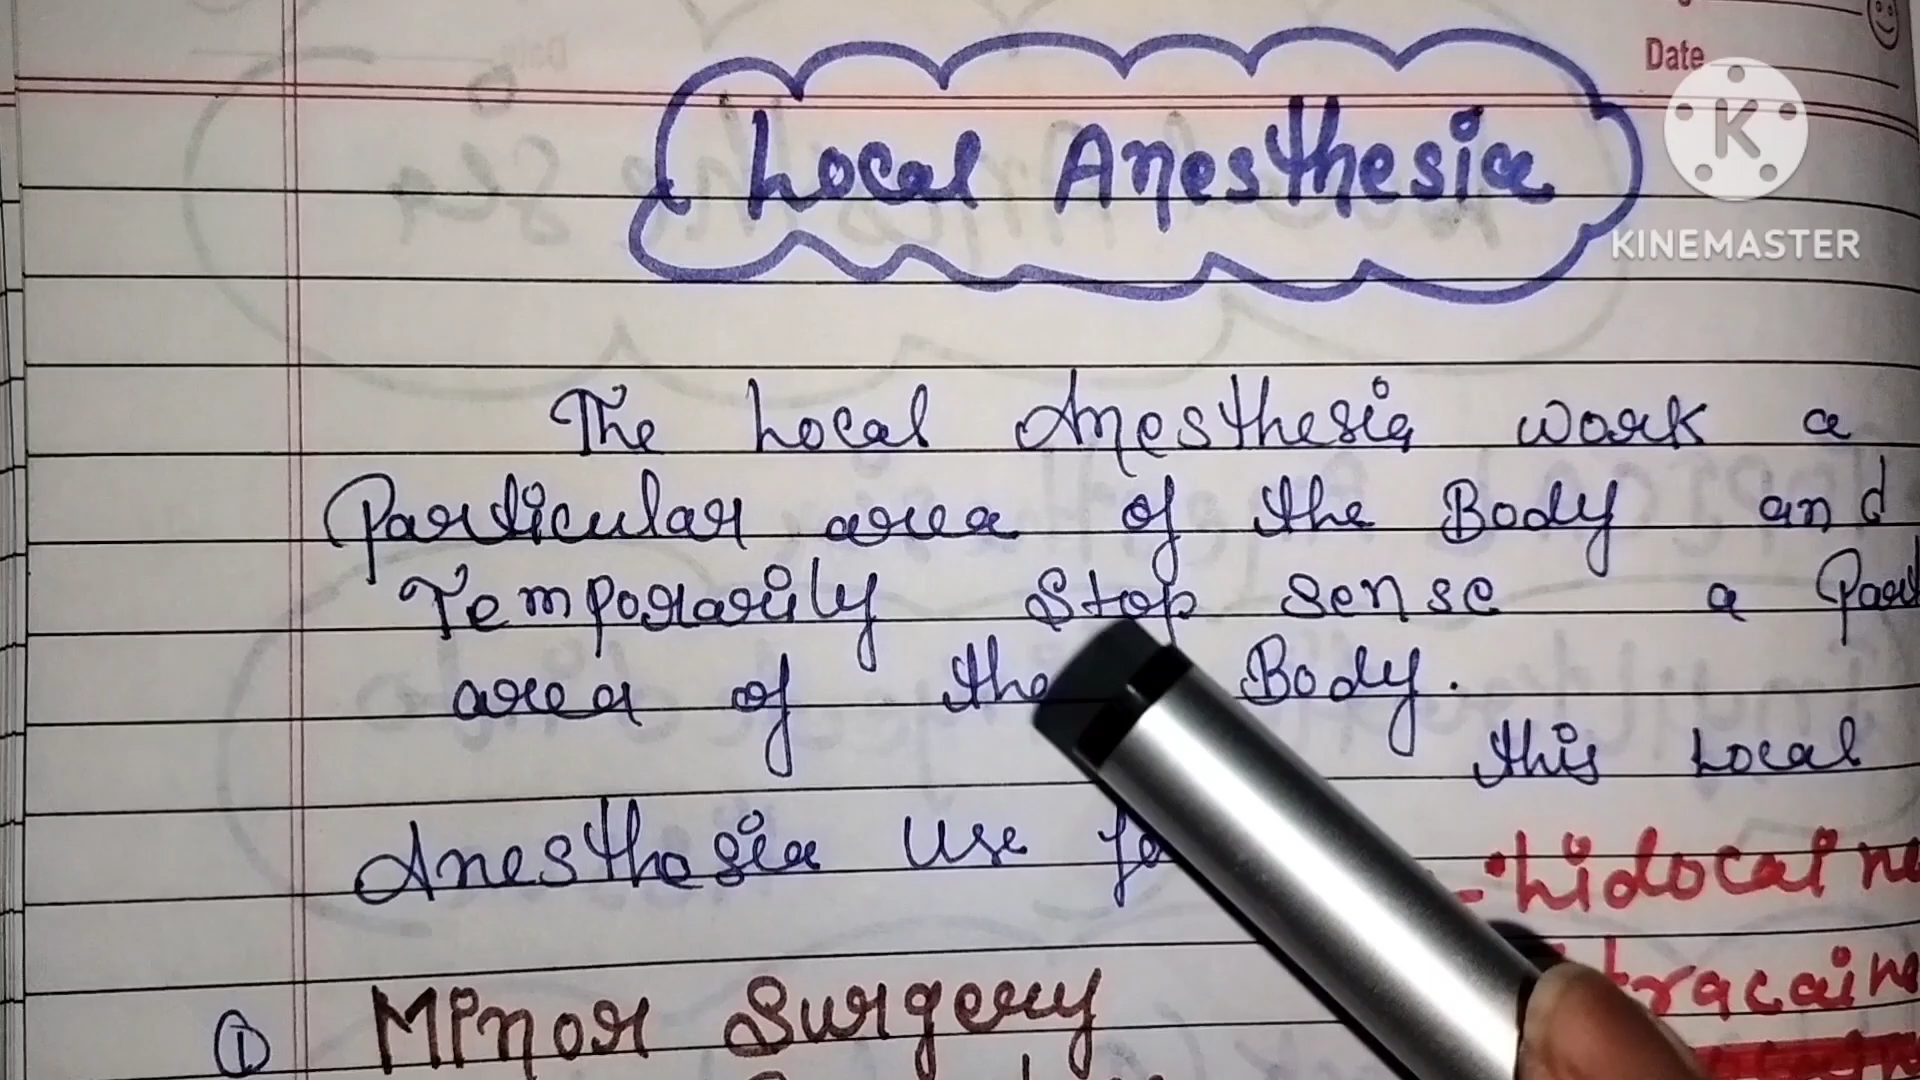 Date
K
KINEMASTER
Local Anesthesia
The Local Anesthesia work a
Particular area of the Body and
Temporarily Stop sense a Part
area of the Body.
this Local
Anesthesia Use
Lidocaine
① Minor Surgery